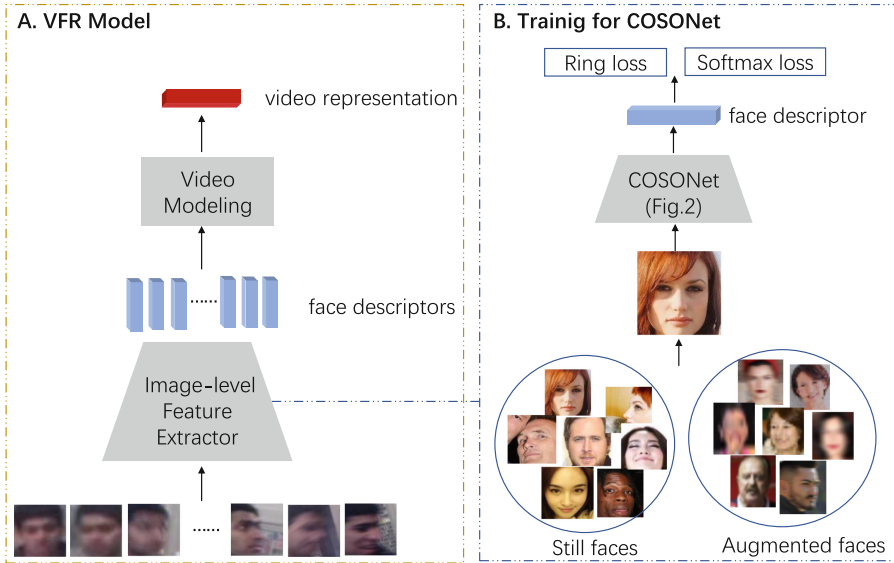 A. VFR Model
video representation
Video
Modeling
······
face descriptors
Image-level
Feature
Extractor
······
B. Trainig for COSONet
Ring loss
Softmax loss
face descriptor
COSONet
(Fig.2)
Still faces
Augmented faces